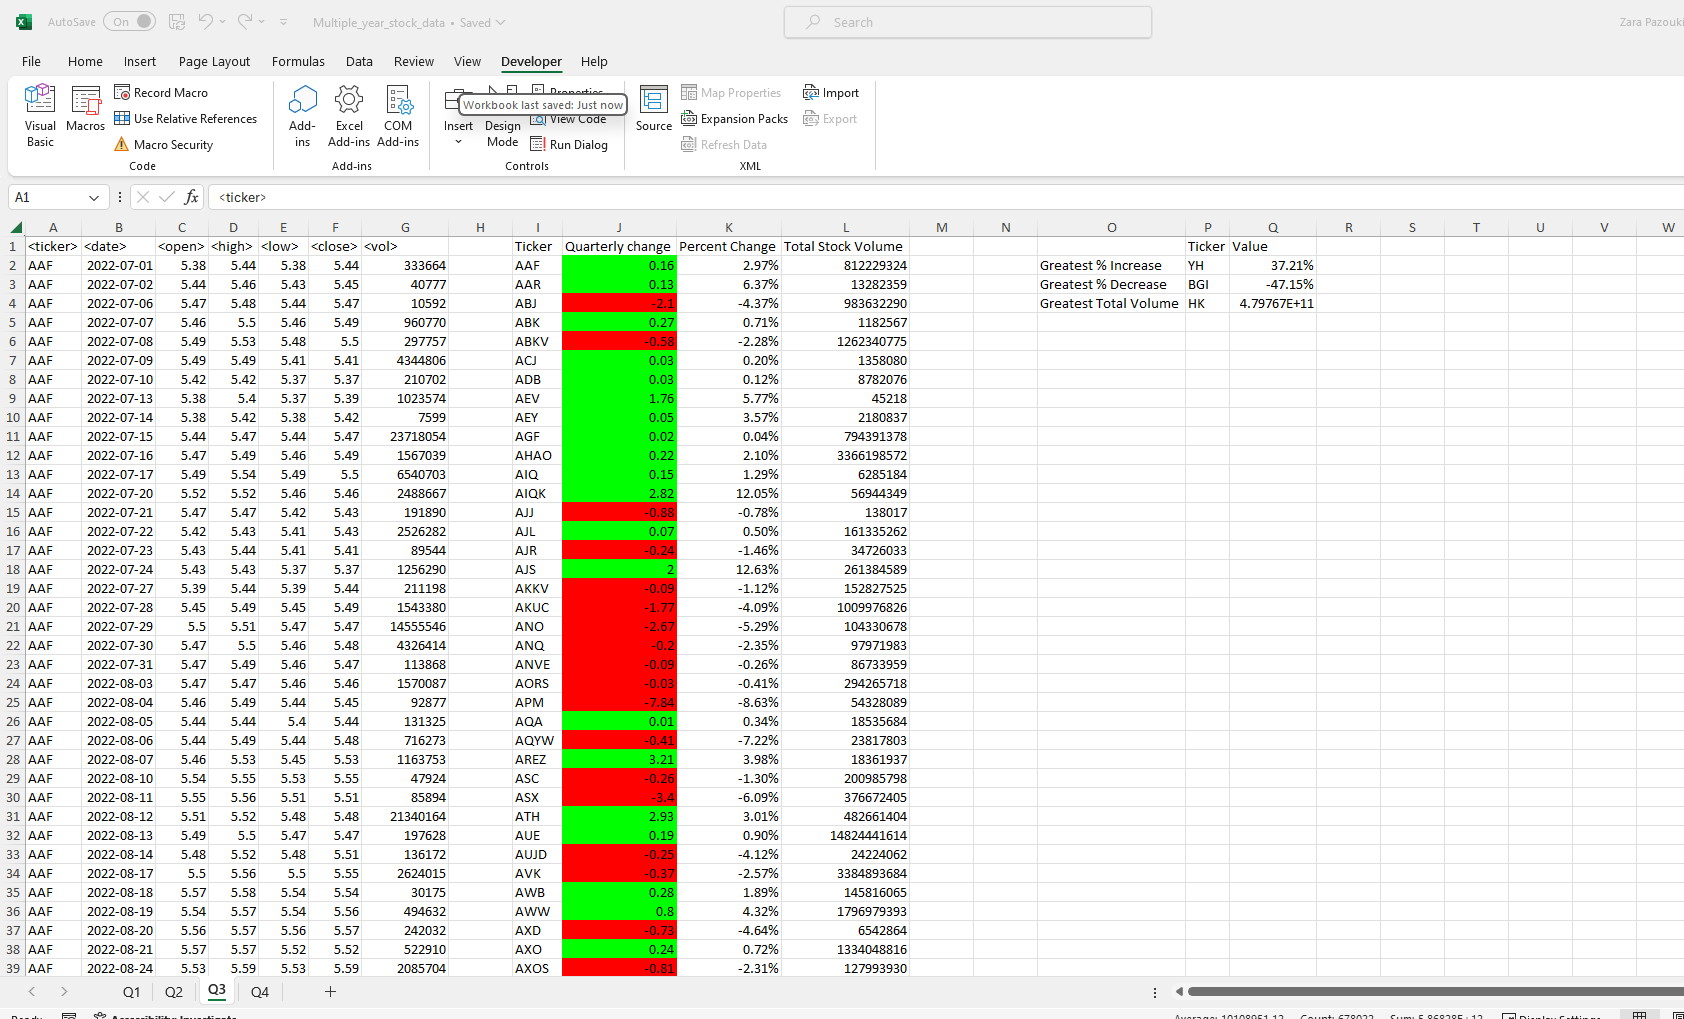 AutoSave On Multiple_year_stock_data • Saved Search Zara Pazouki
File Home Insert Page Layout Formulas Data Review View Developer Help
Visual Basic
Macros
Record Macro
Use Relative References
Macro Security
Code
Add-ins
Excel Add-ins
COM Add-ins
Add-ins
Insert
Design Mode
Properties
Workbook last saved: Just now
View Code
Run Dialog
Controls
Source
Map Properties
Expansion Packs
Refresh Data
Import
Export
XML
A1 fx <ticker>
A B C D E F G H I J K L M N O P Q R S T U V W
1 <ticker> <date> <open> <high> <low> <close> <vol> Ticker Quarterly change Percent Change Total Stock Volume Ticker Value
2 AAF 2022-07-01 5.38 5.44 5.38 5.44 333664 AAF 0.16 2.97% 812229324 Greatest % Increase YH 37.21%
3 AAF 2022-07-02 5.44 5.46 5.43 5.45 40777 AAR 0.13 6.37% 13282359 Greatest % Decrease BGI -47.15%
4 AAF 2022-07-06 5.47 5.48 5.44 5.47 10592 ABJ -2.1 -4.37% 983632290 Greatest Total Volume HK 4.79767E+11
5 AAF 2022-07-07 5.46 5.5 5.46 5.49 960770 ABK 0.27 0.71% 1182567
6 AAF 2022-07-08 5.49 5.53 5.48 5.5 297757 ABKV -0.58 -2.28% 1262340775
7 AAF 2022-07-09 5.49 5.49 5.41 5.41 4344806 ACJ 0.03 0.20% 1358080
8 AAF 2022-07-10 5.42 5.42 5.37 5.37 210702 ADB 0.03 0.12% 8782076
9 AAF 2022-07-13 5.38 5.4 5.37 5.39 1023574 AEV 1.76 5.77% 45218
10 AAF 2022-07-14 5.38 5.42 5.38 5.42 7599 AEY 0.05 3.57% 2180837
11 AAF 2022-07-15 5.44 5.47 5.44 5.47 23718054 AGF 0.02 0.04% 794391378
12 AAF 2022-07-16 5.47 5.49 5.46 5.49 1567039 AHAO 0.22 2.10% 3366198572
13 AAF 2022-07-17 5.49 5.54 5.49 5.5 6540703 AIQ 0.15 1.29% 6285184
14 AAF 2022-07-20 5.52 5.52 5.46 5.46 2488667 AIQK 2.82 12.05% 56944349
15 AAF 2022-07-21 5.47 5.47 5.42 5.43 191890 AJJ -0.88 -0.78% 138017
16 AAF 2022-07-22 5.42 5.43 5.41 5.43 2526282 AJL 0.07 0.50% 161335262
17 AAF 2022-07-23 5.43 5.44 5.41 5.41 89544 AJR -0.24 -1.46% 34726033
18 AAF 2022-07-24 5.43 5.43 5.37 5.37 1256290 AJS 2 12.63% 261384589
19 AAF 2022-07-27 5.39 5.44 5.39 5.44 211198 AKKV -0.09 -1.12% 152827525
20 AAF 2022-07-28 5.45 5.49 5.45 5.49 1543380 AKUC -1.77 -4.09% 1009976826
21 AAF 2022-07-29 5.5 5.51 5.47 5.47 14555546 ANO -2.67 -5.29% 104330678
22 AAF 2022-07-30 5.47 5.5 5.46 5.48 4326414 ANQ -0.2 -2.35% 97971983
23 AAF 2022-07-31 5.47 5.49 5.46 5.47 113868 ANVE -0.09 -0.26% 86733959
24 AAF 2022-08-03 5.47 5.47 5.46 5.46 1570087 AORS -0.03 -0.41% 294265718
25 AAF 2022-08-04 5.46 5.49 5.44 5.45 92877 APM -7.84 -8.63% 54328089
26 AAF 2022-08-05 5.44 5.44 5.4 5.44 131325 AQA 0.01 0.34% 18535684
27 AAF 2022-08-06 5.44 5.49 5.44 5.48 716273 AQYW -0.41 -7.22% 23817803
28 AAF 2022-08-07 5.46 5.53 5.45 5.53 1163753 AREZ 3.21 3.98% 18361937
29 AAF 2022-08-10 5.54 5.55 5.53 5.55 47924 ASC -0.26 -1.30% 200985798
30 AAF 2022-08-11 5.55 5.56 5.51 5.51 85894 ASX -3.4 -6.09% 376672405
31 AAF 2022-08-12 5.51 5.52 5.48 5.48 21340164 ATH 2.93 3.01% 482661404
32 AAF 2022-08-13 5.49 5.5 5.47 5.47 197628 AUE 0.19 0.90% 14824441614
33 AAF 2022-08-14 5.48 5.52 5.48 5.51 136172 AUJD -0.25 -4.12% 24224062
34 AAF 2022-08-17 5.5 5.56 5.5 5.55 2624015 AVK -0.37 -2.57% 3384893684
35 AAF 2022-08-18 5.57 5.58 5.54 5.54 30175 AWB 0.28 1.89% 145816065
36 AAF 2022-08-19 5.54 5.57 5.54 5.56 494632 AWW 0.8 4.32% 1796979393
37 AAF 2022-08-20 5.56 5.57 5.56 5.57 242032 AXD -0.73 -4.64% 6542864
38 AAF 2022-08-21 5.57 5.57 5.52 5.52 522910 AXO 0.24 0.72% 1334048816
39 AAF 2022-08-24 5.53 5.59 5.53 5.59 2085704 AXOS -0.81 -2.31% 127993930
Q1 Q2 Q3 Q4
Ready Accessibility: Investigate Display Settings